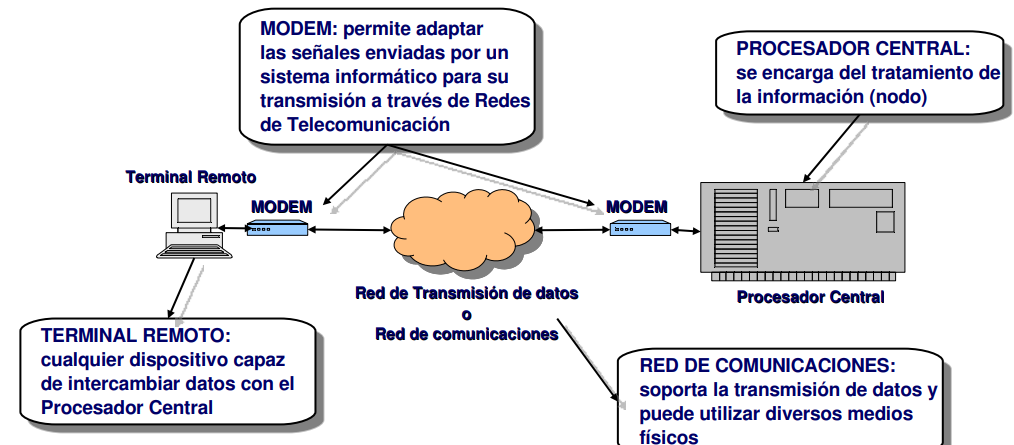 MODEM: permite adaptar
las señales enviadas por un
sistema informático para su
transmisión a través de Redes
de Telecomunicación
PROCESADOR CENTRAL:
se encarga del tratamiento de
la información (nodo)
Terminal Remoto
MODEM
MODEM
Red de Transmisión de datos
o
Red de comunicaciones
Procesador Central
TERMINAL REMOTO:
cualquier dispositivo capaz
de intercambiar datos con el
Procesador Central
RED DE COMUNICACIONES:
soporta la transmisión de datos y
puede utilizar diversos medios
físicos